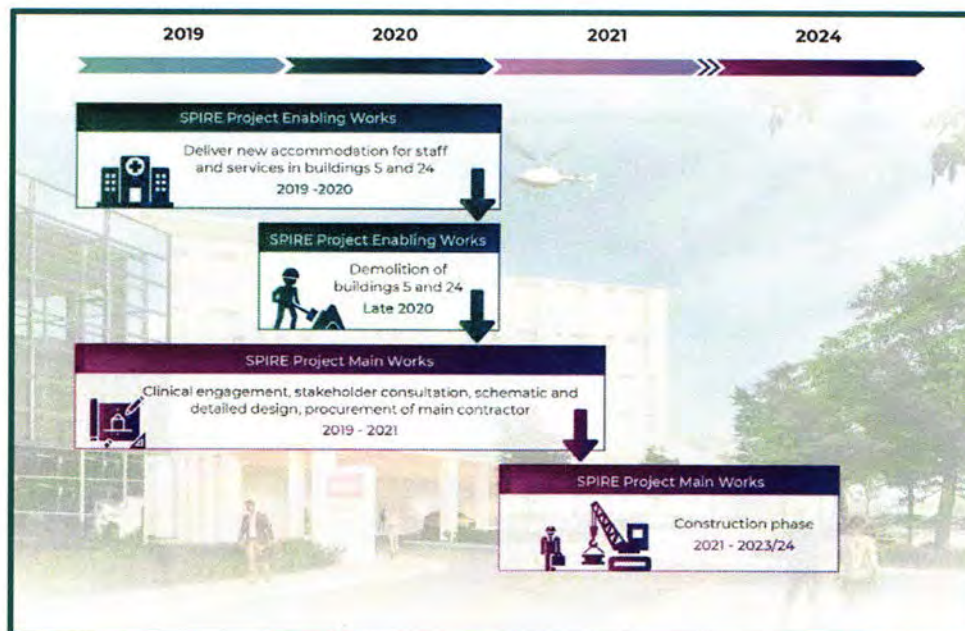 2019 2020 2021 2024
SPIRE Project Enabling Works
Deliver new accommodation for staff
and services in buildings 5 and 24
2019 -2020
SPIRE Project Enabling Works
Demolition of
buildings 5 and 24
Late 2020
SPIRE Project Main Works
Clinical engagement, stakeholder consultation, schematic and
detailed design, procurement of main contractor
2019 - 2021
SPIRE Project Main Works
Construction phase
2021 - 2023/24